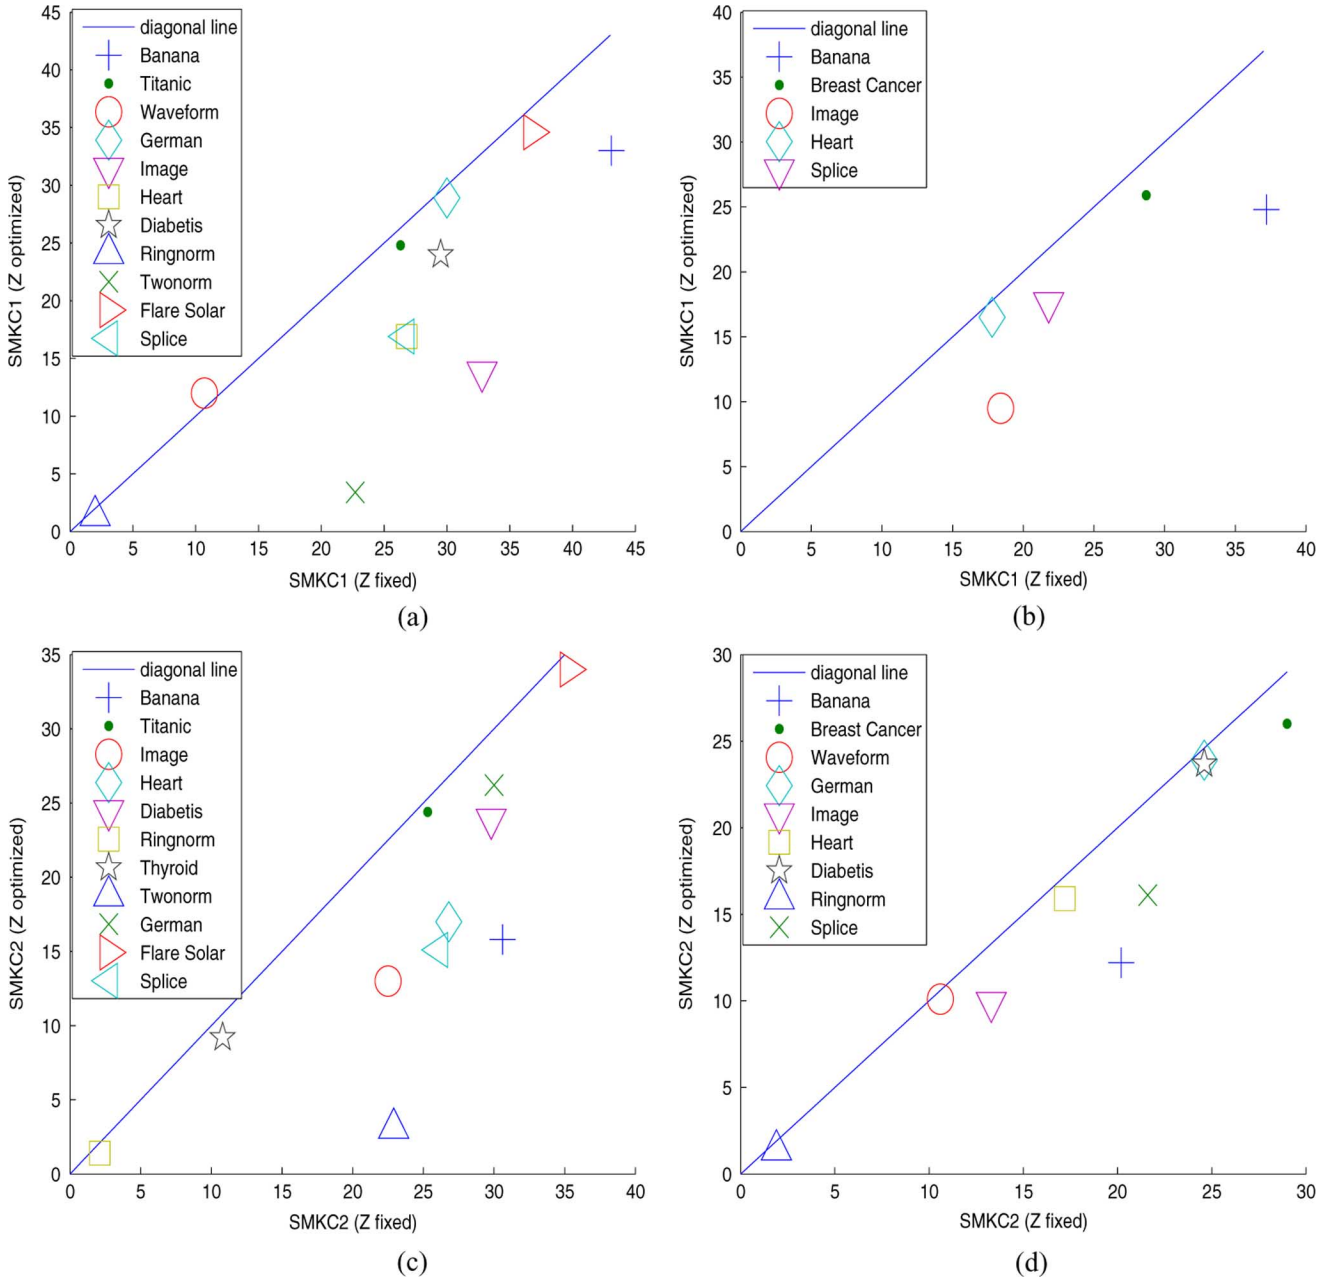 45
40
35
30
25
20
15
10
5
0
SMKC1 (Z optimized)
diagonal line
Banana
Titanic
Waveform
German
Image
Heart
Diabetis
Ringnorm
Twonorm
Flare Solar
Splice
0 5 10 15 20 25 30 35 40 45
SMKC1 (Z fixed)
(a)
40
35
30
25
20
15
10
5
0
SMKC1 (Z optimized)
diagonal line
Banana
Breast Cancer
Image
Heart
Splice
0 5 10 15 20 25 30 35 40
SMKC1 (Z fixed)
(b)
35
30
25
20
15
10
5
0
SMKC2 (Z optimized)
diagonal line
Banana
Titanic
Image
Heart
Diabetis
Ringnorm
Thyroid
Twonorm
German
Flare Solar
Splice
0 5 10 15 20 25 30 35 40
SMKC2 (Z fixed)
(c)
30
25
20
15
10
5
0
SMKC2 (Z optimized)
diagonal line
Banana
Breast Cancer
Waveform
German
Image
Heart
Diabetis
Ringnorm
Splice
0 5 10 15 20 25 30
SMKC2 (Z fixed)
(d)